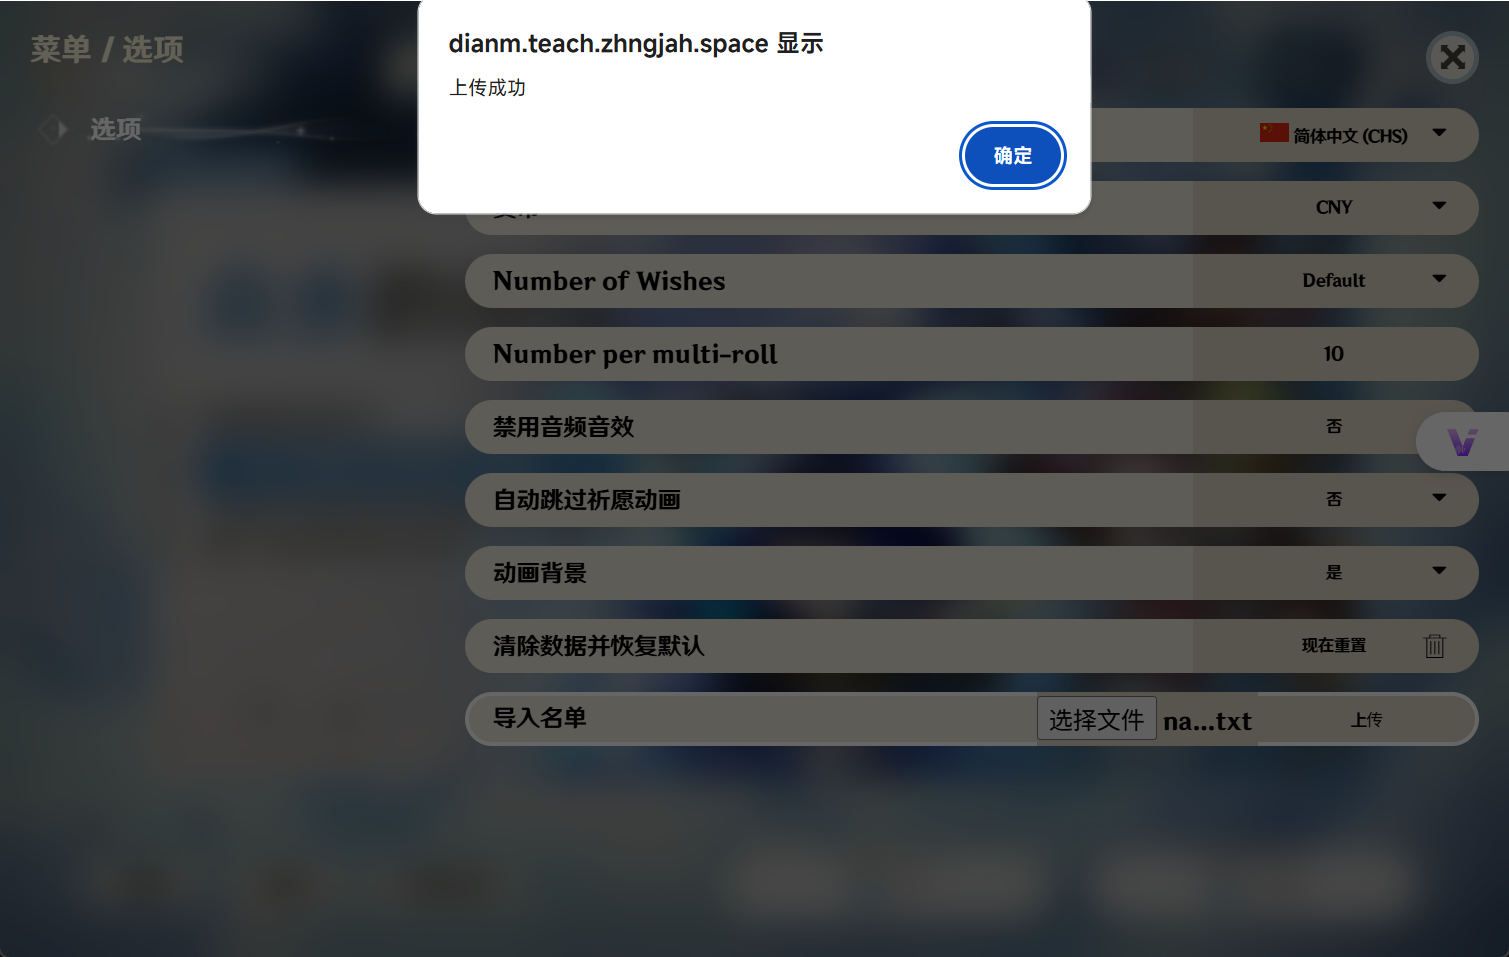 菜单 / 选项
dianm.teach.zhngjah.space 显示
上传成功
确定
选项
简体中文 (CHS)
CNY
Number of Wishes
Default
Number per multi-roll
10
禁用音频音效
否
自动跳过祈愿动画
否
动画背景
是
清除数据并恢复默认
现在重置
导入名单
选择文件 na...txt
上传